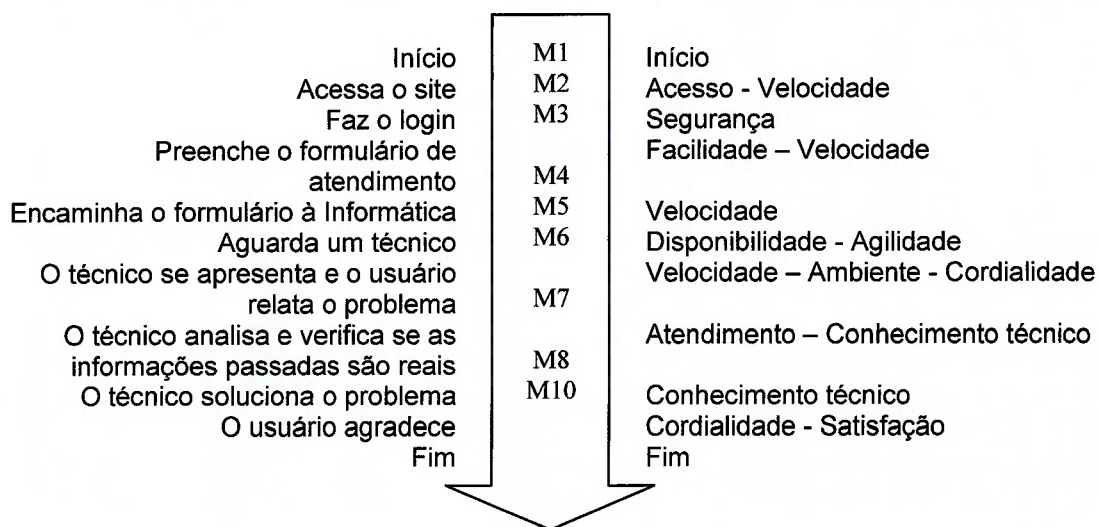 Início M1 Início
Acessa o site M2 Acesso - Velocidade
Faz o login M3 Segurança
Preenche o formulário de Facilidade – Velocidade
atendimento M4
Encaminha o formulário à Informática M5 Velocidade
Aguarda um técnico M6 Disponibilidade - Agilidade
O técnico se apresenta e o usuário Velocidade – Ambiente - Cordialidade
relata o problema M7
O técnico analisa e verifica se as Atendimento – Conhecimento técnico
informações passadas são reais M8
O técnico soluciona o problema M10 Conhecimento técnico
O usuário agradece Cordialidade - Satisfação
Fim Fim